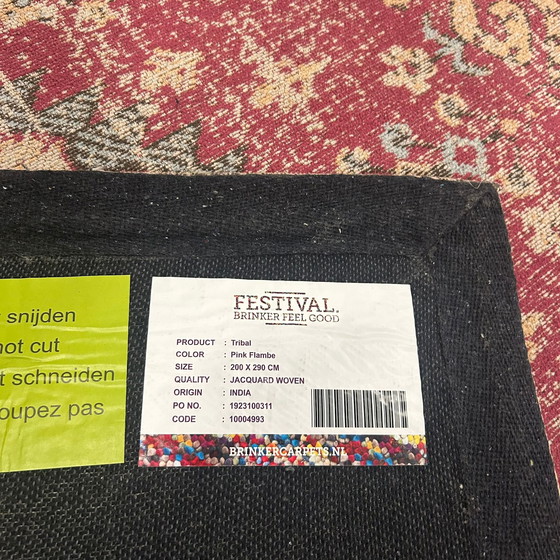 snijden
not cut
t schneiden
oupez pas
FESTIVAL.
BRINKER FEEL GOOD
PRODUCT : Tribal
COLOR : Pink Flambe
SIZE : 200 X 290 CM
QUALITY : JACQUARD WOVEN
ORIGIN : INDIA
PO NO. : 1923100311
CODE : 10004993
BRINKERCARPETS.NL